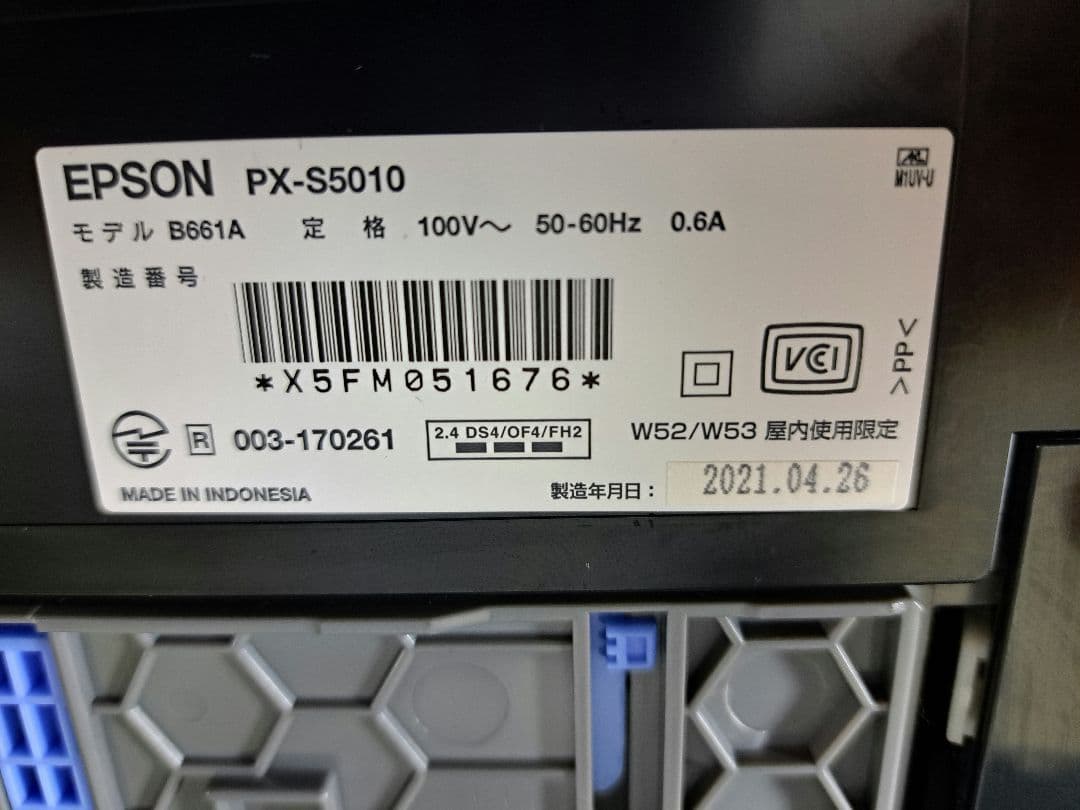 EPSON PX-S5010
M1UV-U
モデル B661A 定格 100V～ 50-60Hz 0.6A
製造番号
*X5FM051676*
VCI
>PP<
R 003-170261
2.4 DS4/OF4/FH2
W52/W53 屋内使用限定
MADE IN INDONESIA
製造年月日： 2021.04.26